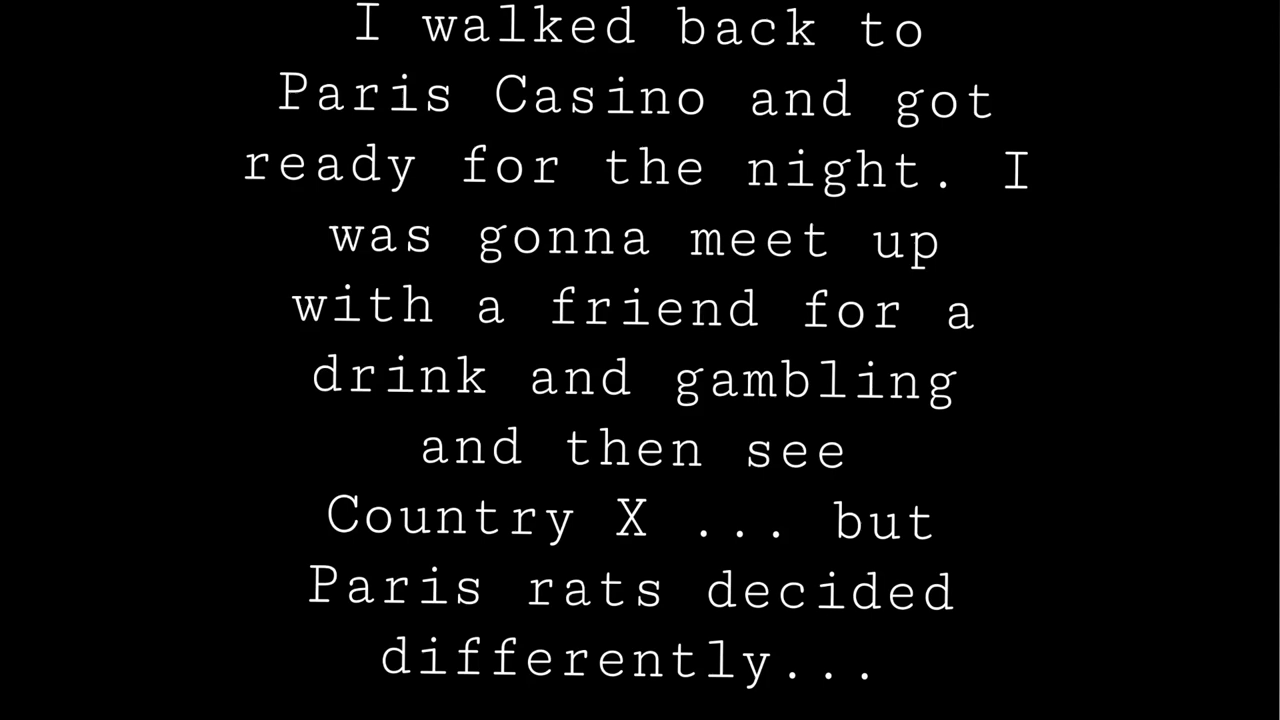 I walked back to
Paris Casino and got
ready for the night. I
was gonna meet up
with a friend for a
drink and gambling
and then see
Country X ... but
Paris rats decided
differently...